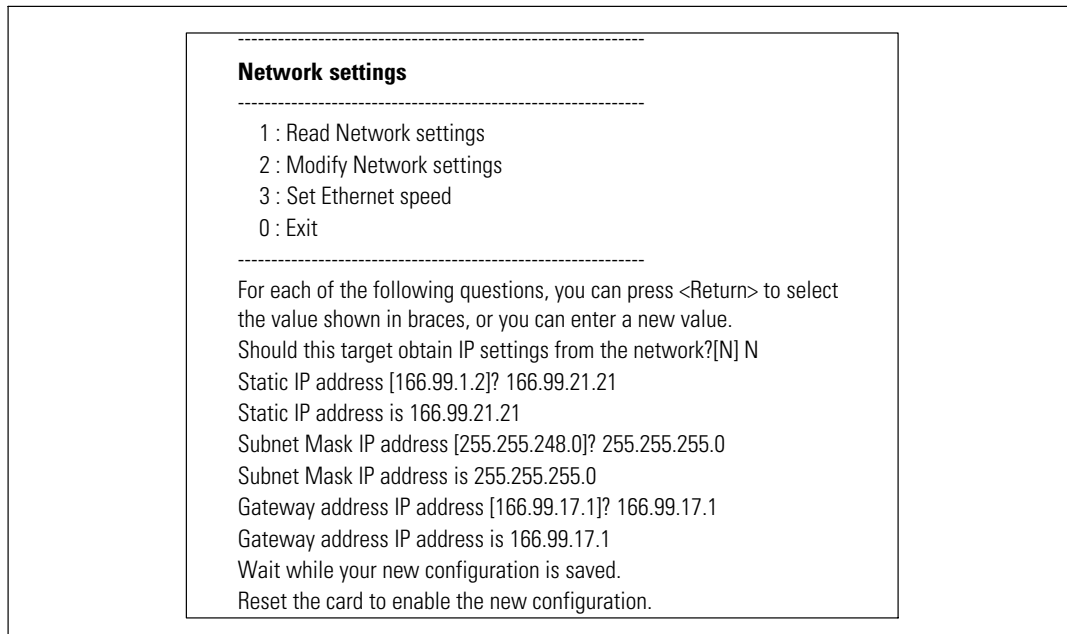 ------------------------------------------------------------
Network settings
------------------------------------------------------------
1 : Read Network settings
2 : Modify Network settings
3 : Set Ethernet speed
0 : Exit
------------------------------------------------------------
For each of the following questions, you can press <Return> to select
the value shown in braces, or you can enter a new value.
Should this target obtain IP settings from the network?[N] N
Static IP address [166.99.1.2]? 166.99.21.21
Static IP address is 166.99.21.21
Subnet Mask IP address [255.255.248.0]? 255.255.255.0
Subnet Mask IP address is 255.255.255.0
Gateway address IP address [166.99.17.1]? 166.99.17.1
Gateway address IP address is 166.99.17.1
Wait while your new configuration is saved.
Reset the card to enable the new configuration.